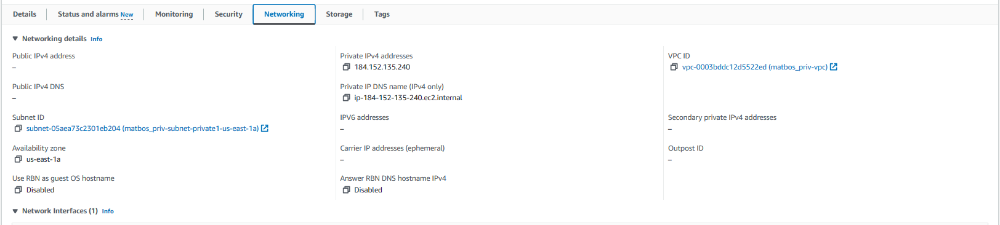 Details
Status and alarms New
Monitoring
Security
Networking
Storage
Tags
Networking details Info
Public IPv4 address
–
Private IPv4 addresses
184.152.135.240
VPC ID
vpc-0003bddc12d5522ed (matbos_priv-vpc)
Public IPv4 DNS
–
Private IP DNS name (IPv4 only)
ip-184-152-135-240.ec2.internal
Subnet ID
subnet-05aea73c2301eb204 (matbos_priv-subnet-private1-us-east-1a)
IPV6 addresses
–
Secondary private IPv4 addresses
–
Availability zone
us-east-1a
Carrier IP addresses (ephemeral)
–
Outpost ID
–
Use RBN as guest OS hostname
Disabled
Answer RBN DNS hostname IPv4
Disabled
Network Interfaces (1) Info